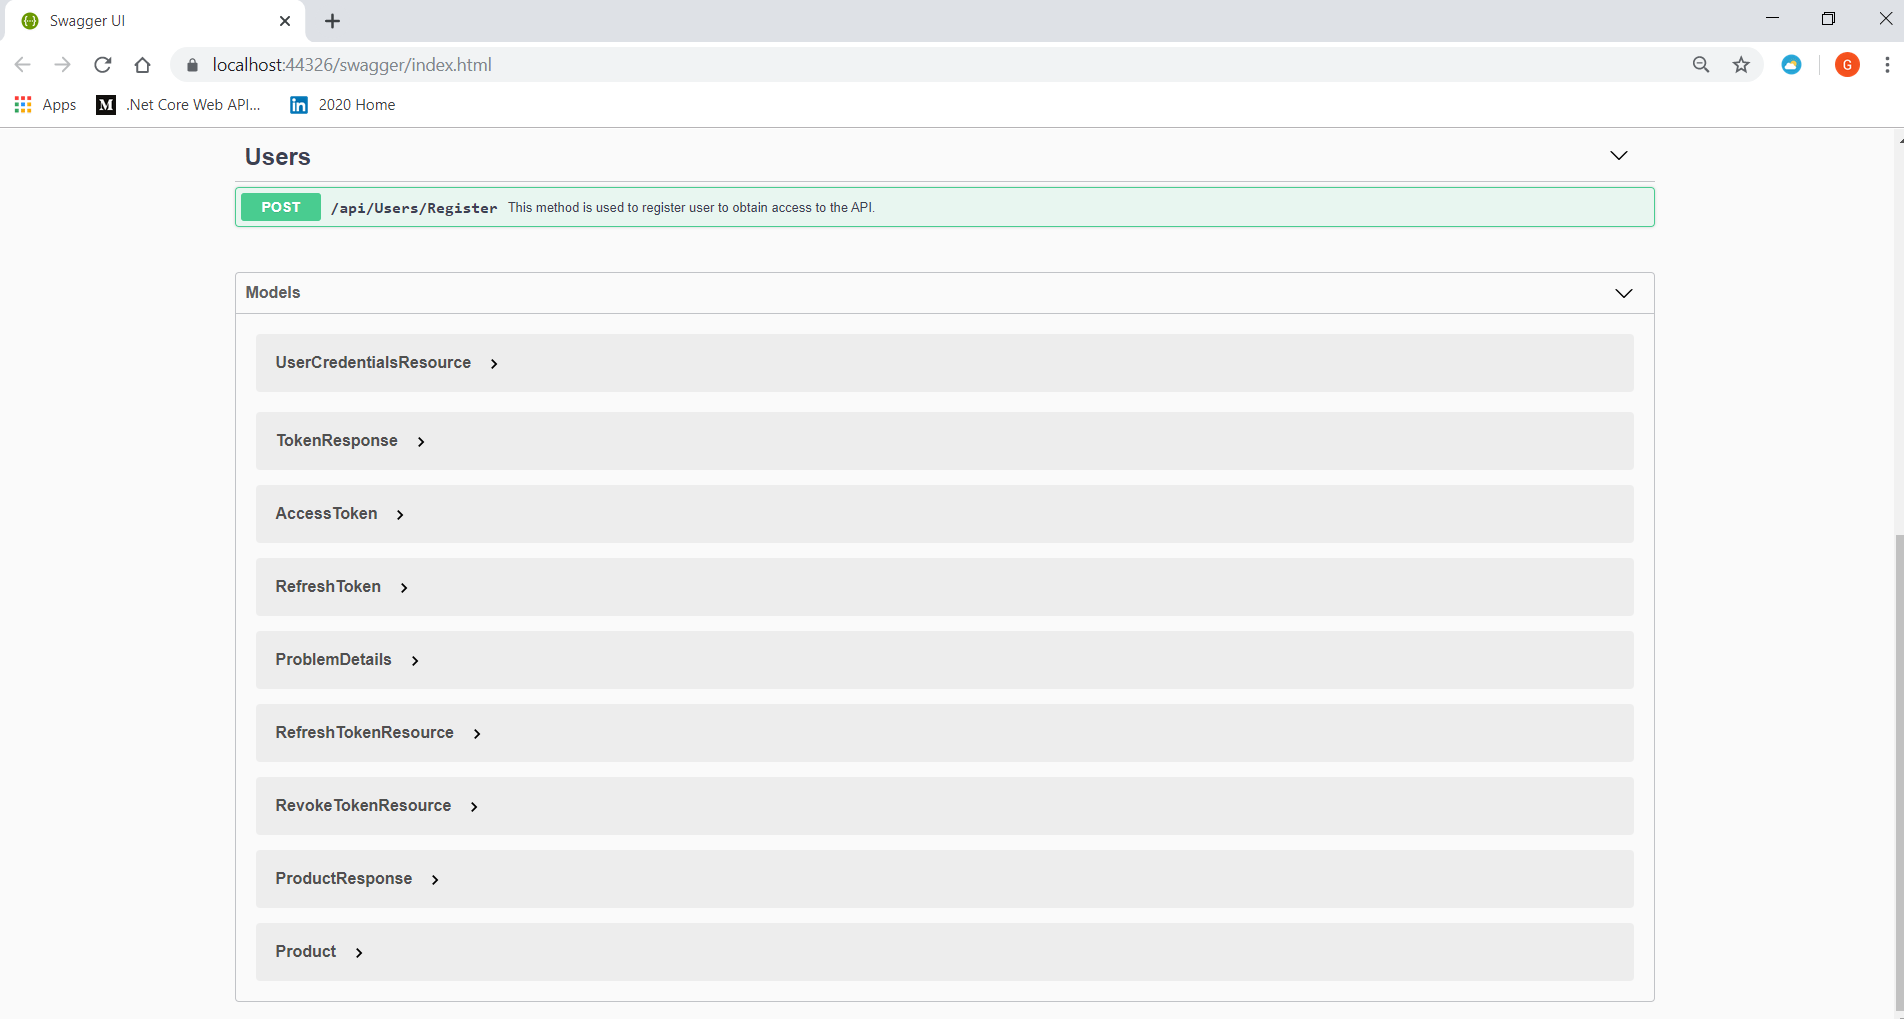 Swagger UI
localhost:44326/swagger/index.html
G
Apps
M .Net Core Web API...
in 2020 Home
Users
POST /api/Users/Register This method is used to register user to obtain access to the API.
Models
UserCredentialsResource
TokenResponse
AccessToken
RefreshToken
ProblemDetails
RefreshTokenResource
RevokeTokenResource
ProductResponse
Product